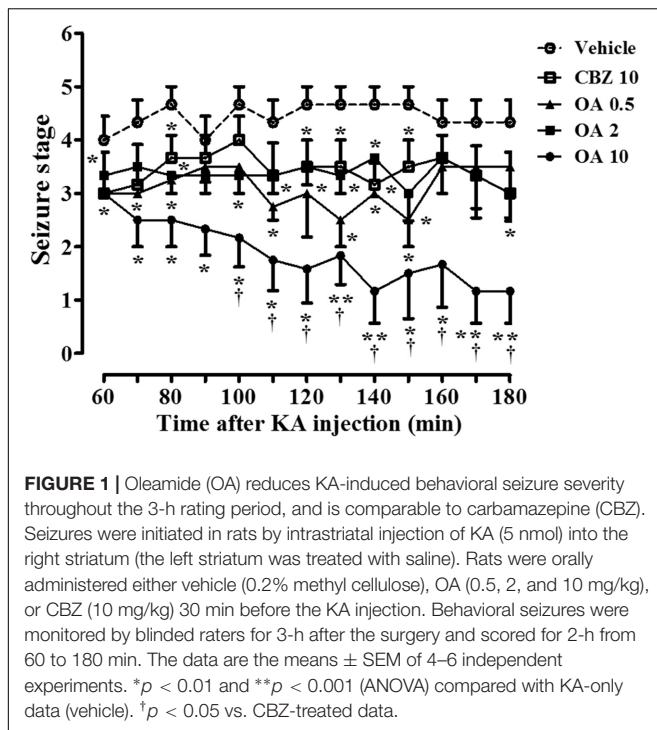 6
5
4
3
2
1
0
Seizure stage
Vehicle
CBZ 10
OA 0.5
OA 2
OA 10
* * * * * *
* * * * *
* * * * * * * *
* * * * * * * ** ** * * ** **
† † † † † † † † †
60 80 100 120 140 160 180
Time after KA injection (min)
FIGURE 1 | Oleamide (OA) reduces KA-induced behavioral seizure severity
throughout the 3-h rating period, and is comparable to carbamazepine (CBZ).
Seizures were initiated in rats by intrastriatal injection of KA (5 nmol) into the
right striatum (the left striatum was treated with saline). Rats were orally
administered either vehicle (0.2% methyl cellulose), OA (0.5, 2, and 10 mg/kg),
or CBZ (10 mg/kg) 30 min before the KA injection. Behavioral seizures were
monitored by blinded raters for 3-h after the surgery and scored for 2-h from
60 to 180 min. The data are the means ± SEM of 4–6 independent
experiments. *p < 0.01 and **p < 0.001 (ANOVA) compared with KA-only
data (vehicle). †p < 0.05 vs. CBZ-treated data.